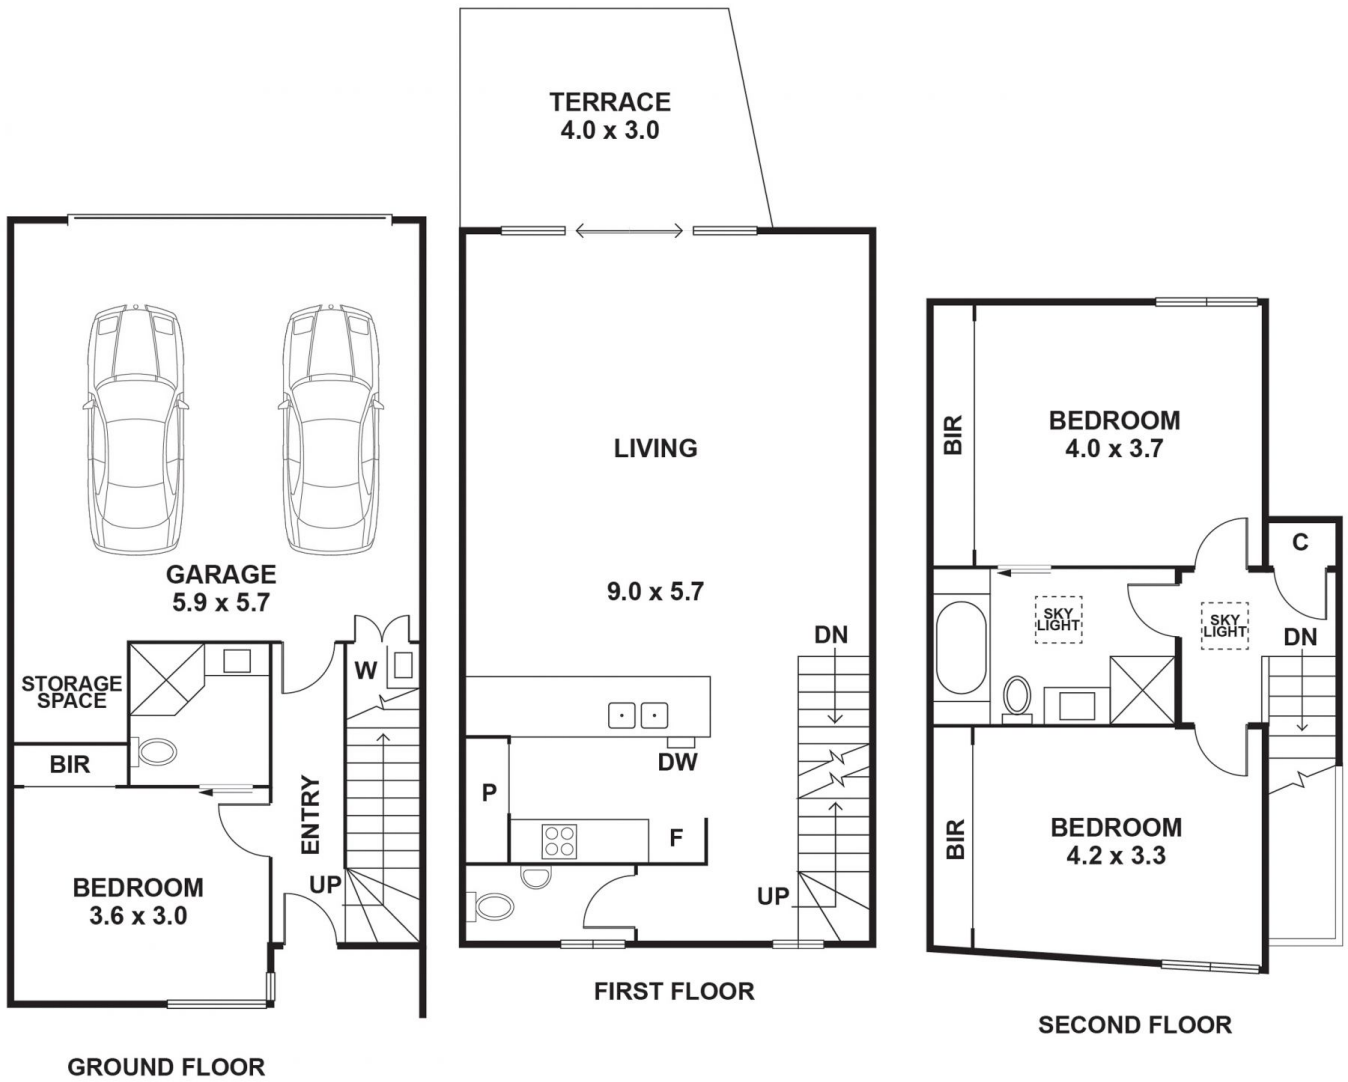 GARAGE
5.9 x 5.7
W
STORAGE
SPACE
BIR
ENTRY
UP
BEDROOM
3.6 x 3.0
GROUND FLOOR
TERRACE
4.0 x 3.0
LIVING
9.0 x 5.7
DN
DW
P
F
UP
FIRST FLOOR
BIR
BEDROOM
4.0 x 3.7
C
SKY
LIGHT
SKY
LIGHT
DN
BIR
BEDROOM
4.2 x 3.3
SECOND FLOOR